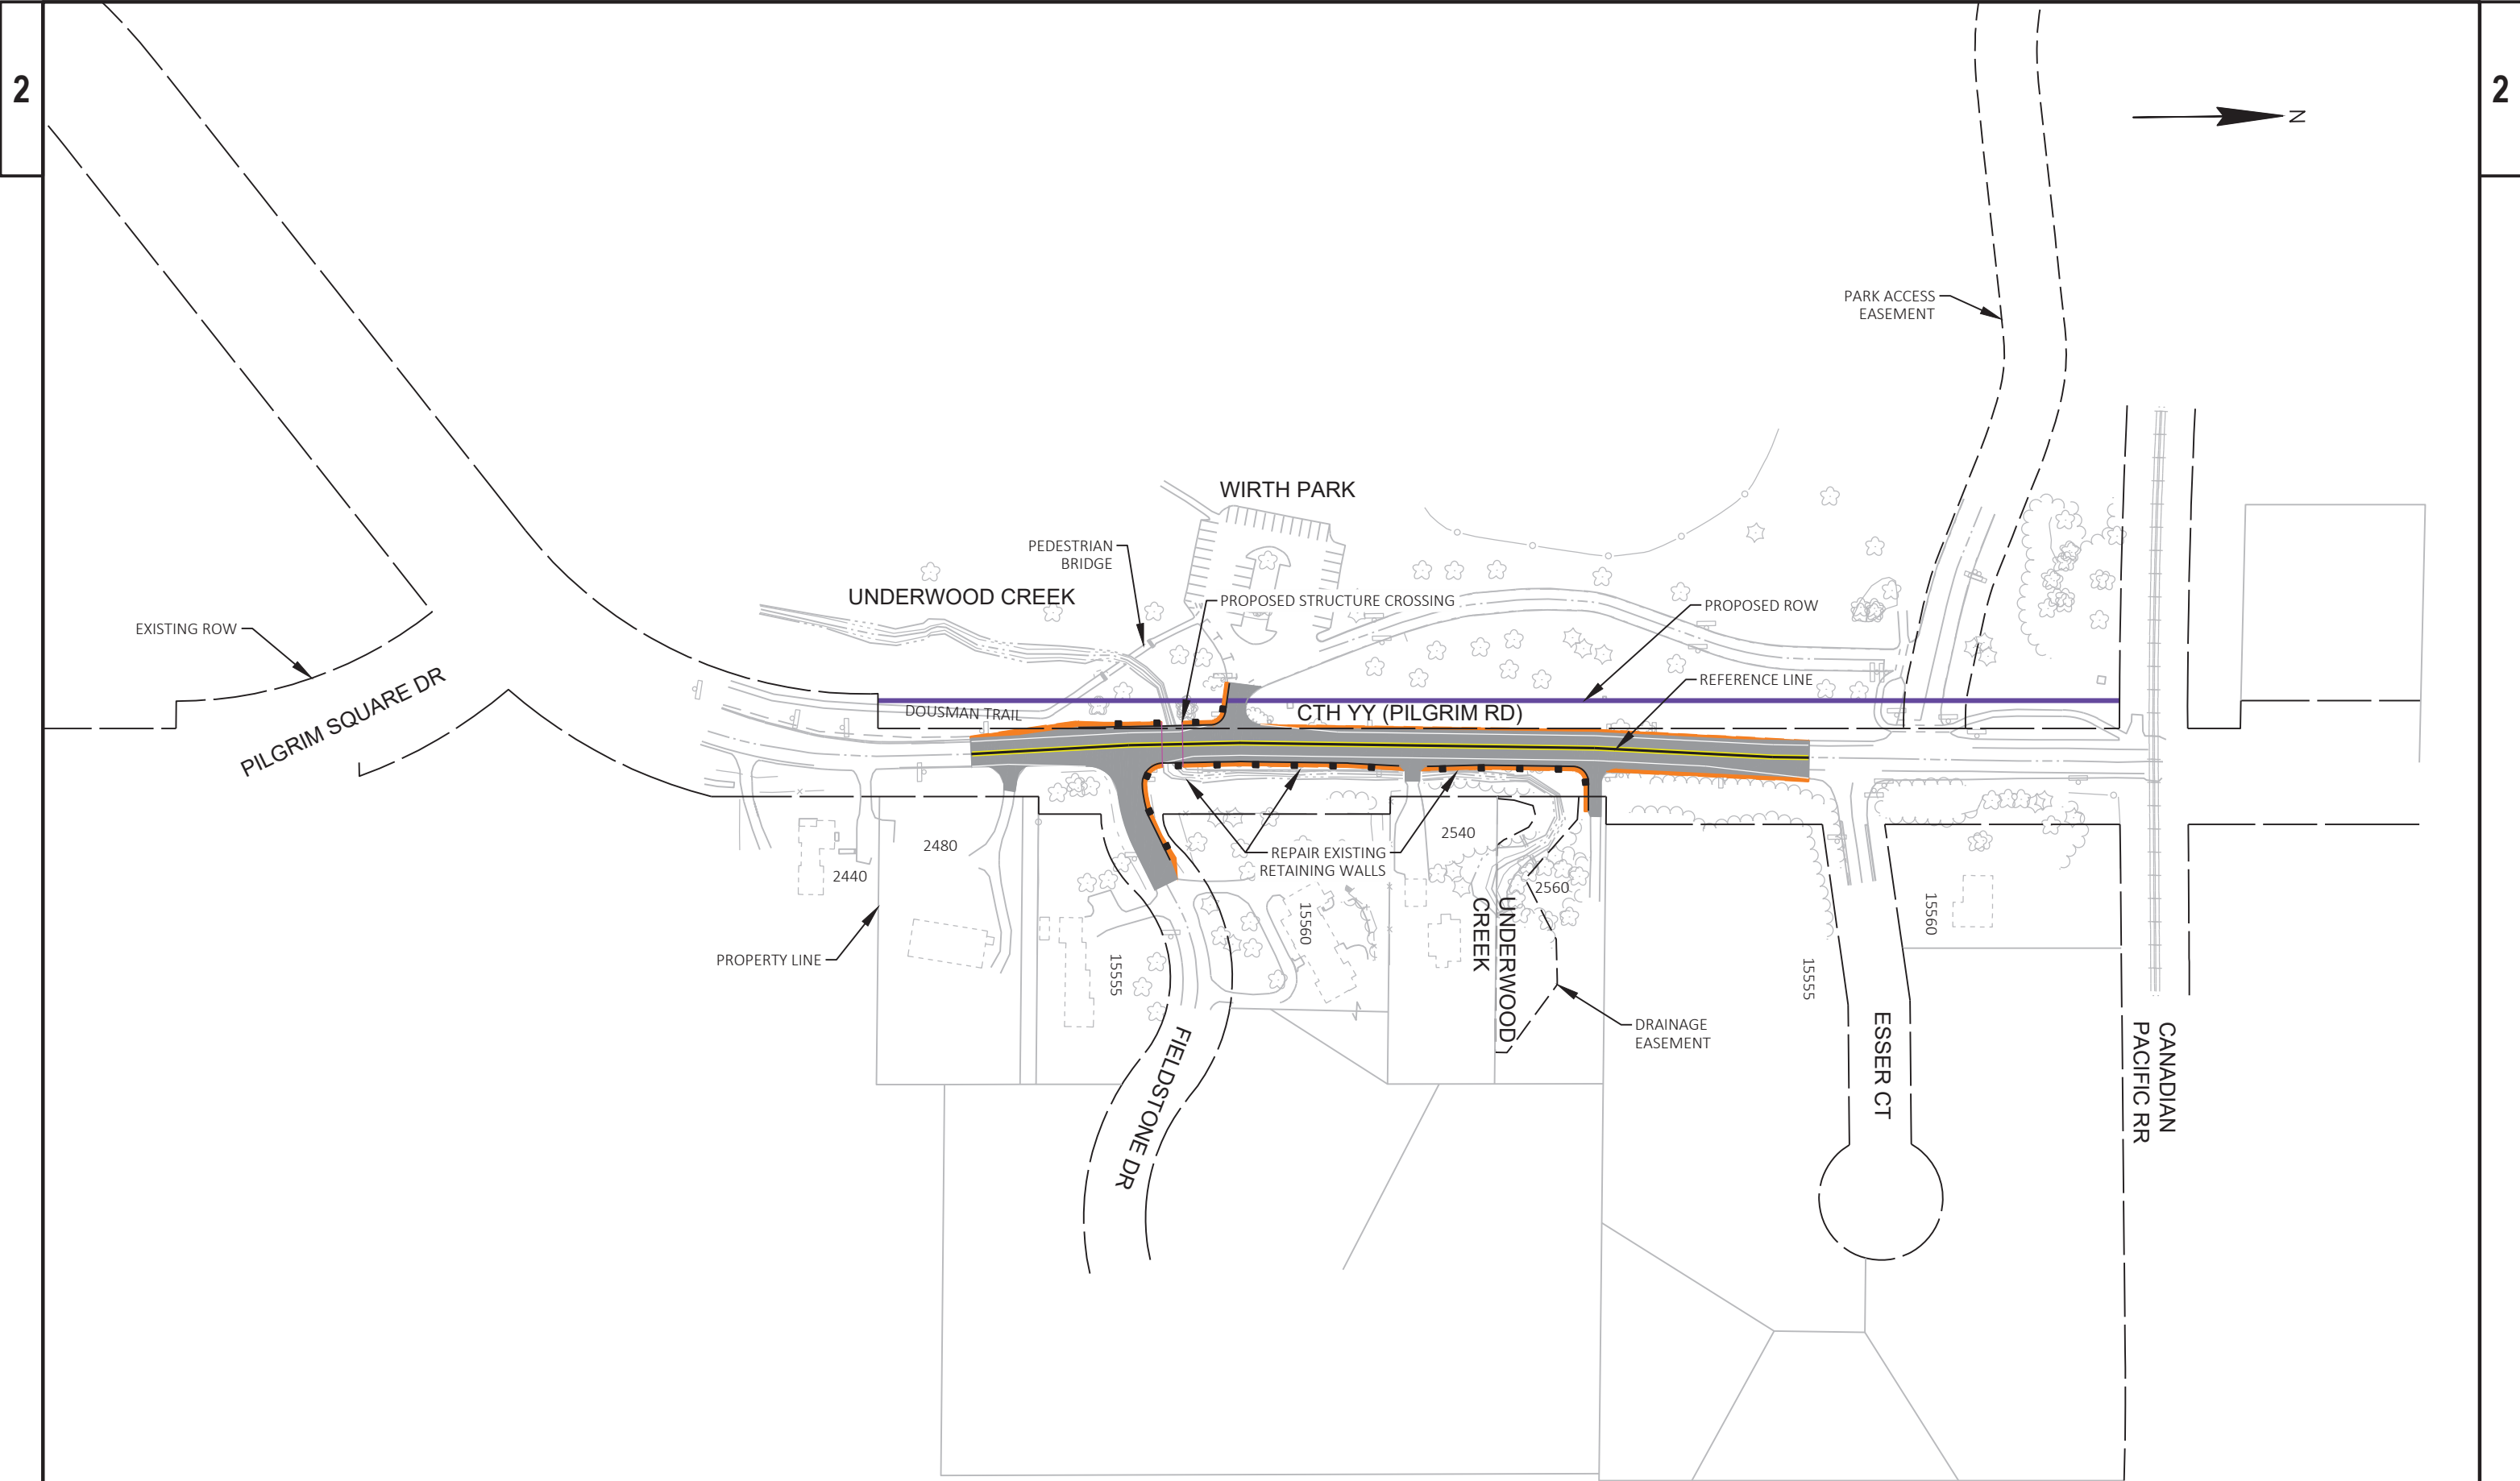 2
2
N
PARK ACCESS
EASEMENT
WIRTH PARK
PEDESTRIAN
BRIDGE
UNDERWOOD CREEK
PROPOSED STRUCTURE CROSSING
PROPOSED ROW
EXISTING ROW
PILGRIM SQUARE DR
REFERENCE LINE
DOUSMAN TRAIL
CTH YY (PILGRIM RD)
2480
2440
2540
REPAIR EXISTING
RETAINING WALLS
2560
PROPERTY LINE
15555
15560
UNDERWOOD
CREEK
15555
15560
DRAINAGE
EASEMENT
FIELDSTONE DR
ESSER CT
CANADIAN
PACIFIC RR